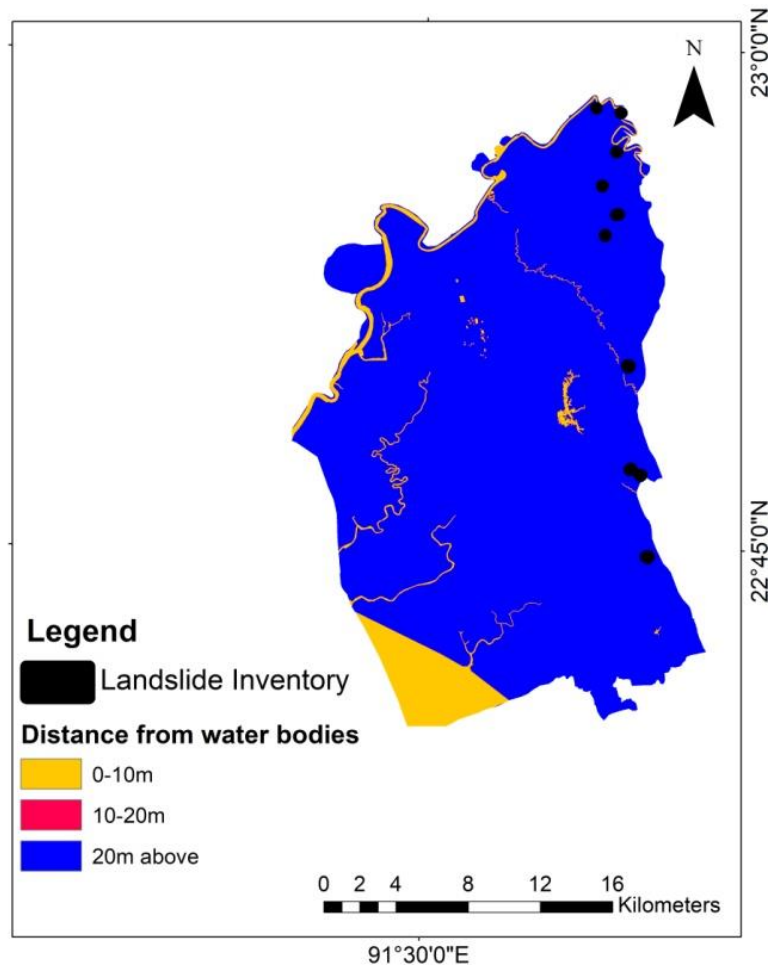 N
23°0'0"N
22°45'0"N
Legend
Landslide Inventory
Distance from water bodies
0-10m
10-20m
20m above
0 2 4 8 12 16
Kilometers
91°30'0"E